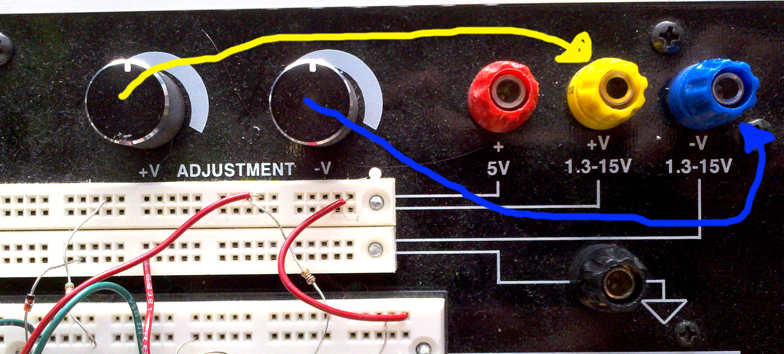 +V ADJUSTMENT -V
+
5V
+V
1.3-15V
-V
1.3-15V